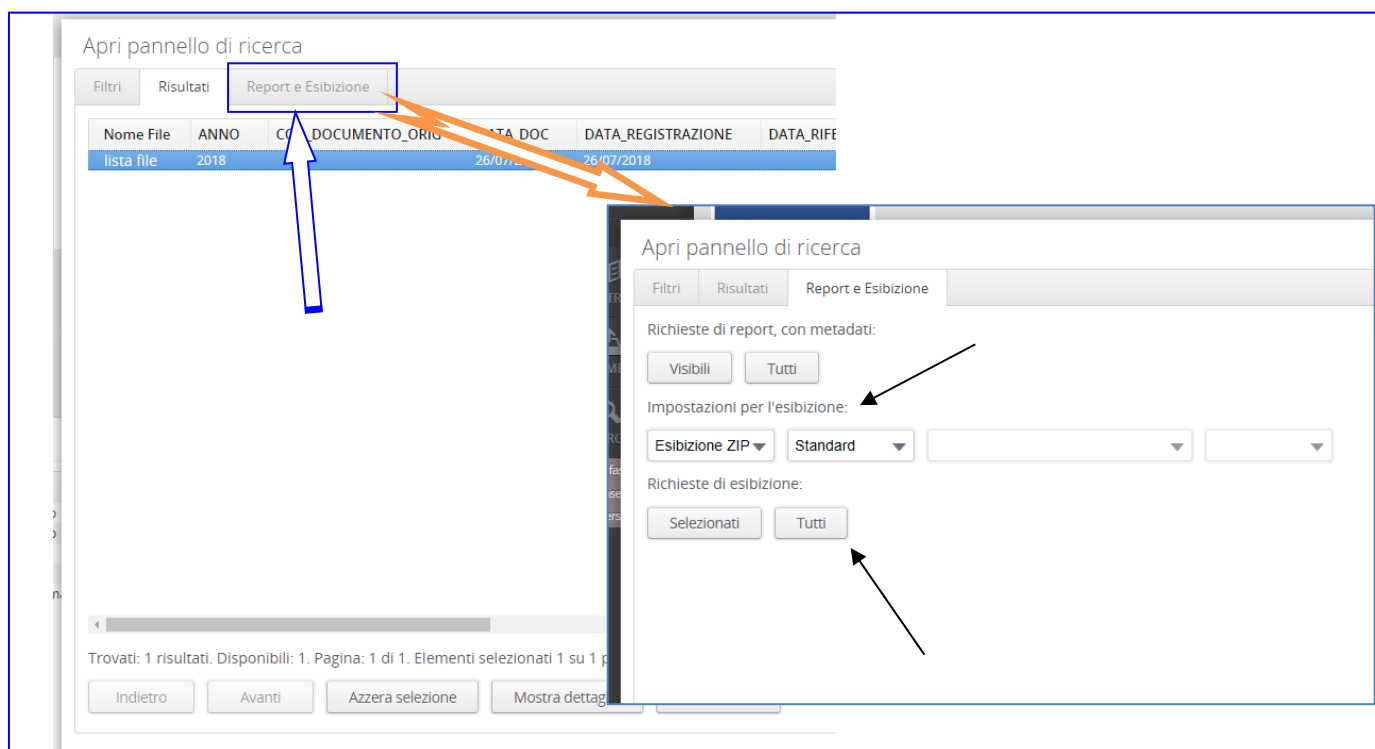 Apri pannello di ricerca
Filtri Risultati Report e Esibizione
Nome File ANNO DATA_REGISTRAZIONE
lista file 2018 26/07/2018
Trovati: 1 risultati. Disponibili: 1. Pagina: 1 di 1. Elementi selezionati 1 su 1 p
Indietro Avanti Azzera selezione Mostra
Apri pannello di ricerca
Filtri Risultati Report e Esibizione
Richieste di report, con metadati:
Visibili Tutti
Impostazioni per l'esibizione:
Esibizione ZIP Standard
Richieste di esibizione:
Selezionati Tutti